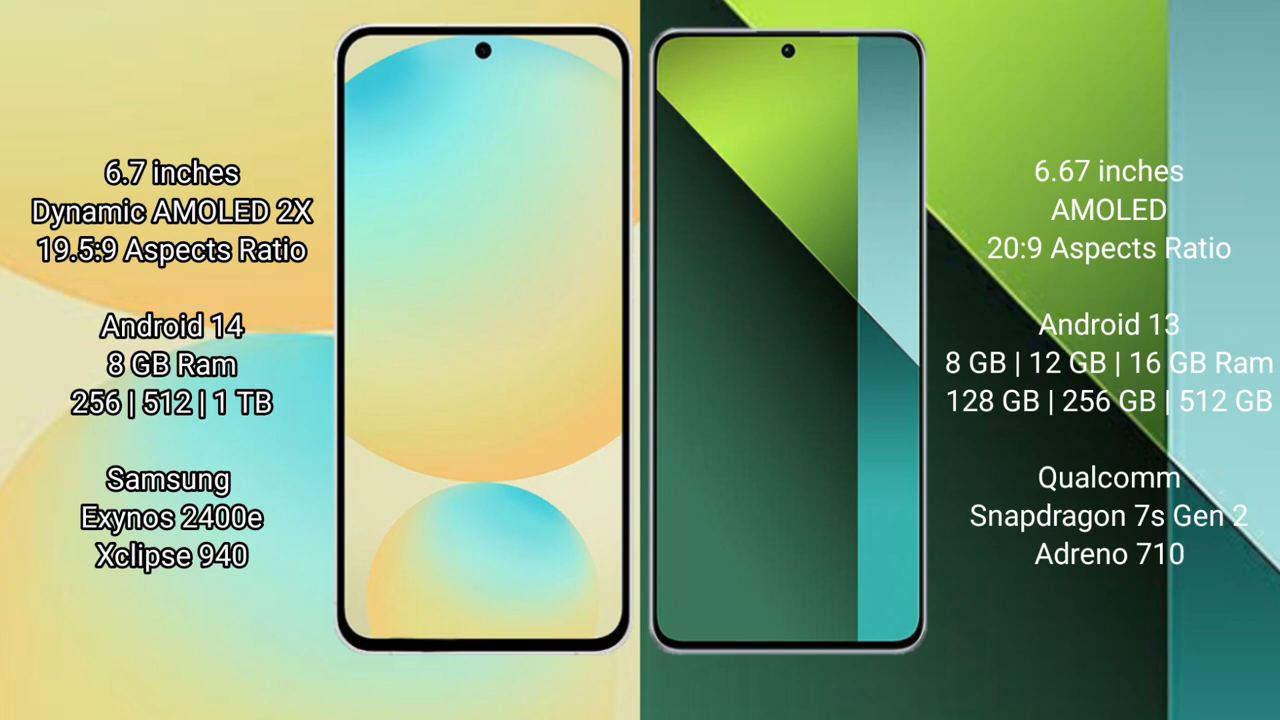 6.7 inches
Dynamic AMOLED 2X
19.5:9 Aspects Ratio
Android 14
8 GB Ram
256 | 512 | 1 TB
Samsung
Exynos 2400e
Xclipse 940
6.67 inches
AMOLED
20:9 Aspects Ratio
Android 13
8 GB | 12 GB | 16 GB Ram
128 GB | 256 GB | 512 GB
Qualcomm
Snapdragon 7s Gen 2
Adreno 710